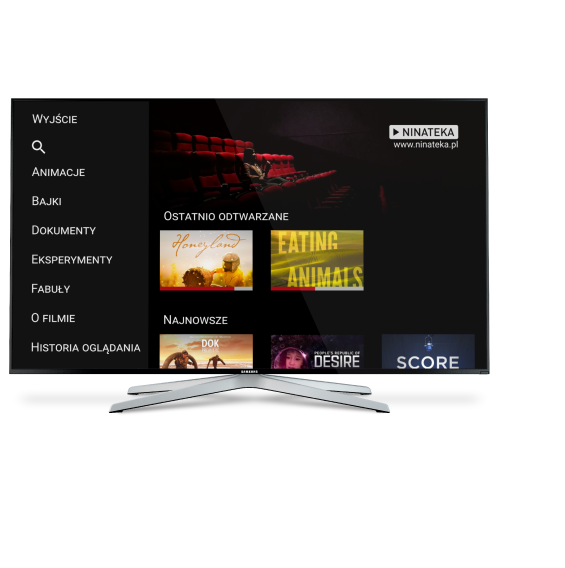 WYJŚCIE
ANIMACJE
BAJKI
DOKUMENTY
EKSPERYMENTY
FABUŁY
O FILMIE
HISTORIA OGLĄDANIA
NINATEKA
www.ninateka.pl
OSTATNIO ODTWARZANE
Honeyland
EATING
ANIMALS
NAJNOWSZE
DOK
PEOPLE'S REPUBLIC OF
DESIRE
SCORE
SAMSUNG